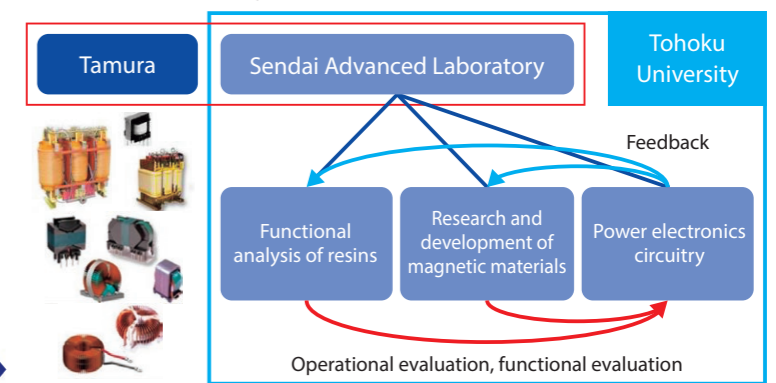 Tamura
Sendai Advanced Laboratory
Tohoku
University
Feedback
Functional
analysis of resins
Research and
development of
magnetic materials
Power electronics
circuitry
Operational evaluation, functional evaluation